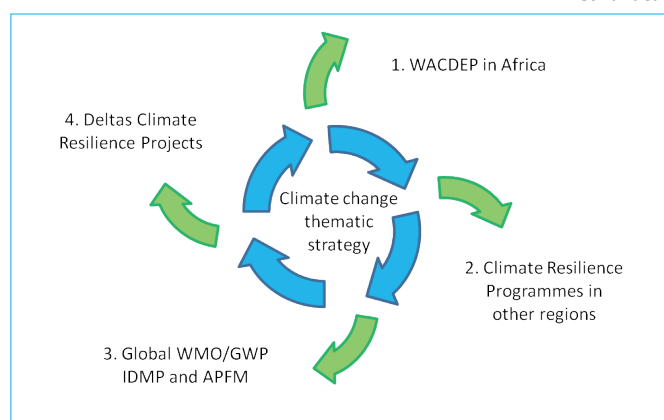 1. WACDEP in Africa
4. Deltas Climate
Resilience Projects
Climate change
thematic
strategy
2. Climate Resilience
Programmes in
other regions
3. Global WMO/GWP
IDMP and APFM